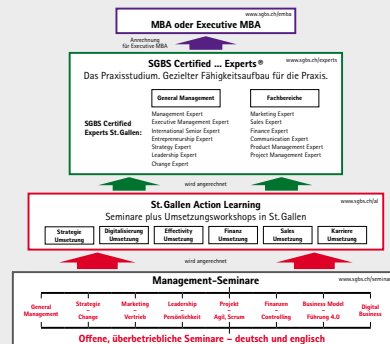 www.sgbs.ch/emba
MBA oder Executive MBA
Anrechnung
für Executive MBA
www.sgbs.ch/experts
SGBS Certified ... Experts®
Das Praxisstudium. Gezielter Fähigkeitsaufbau für die Praxis.
SGBS Certified
Experts St.Gallen:
General Management
Management Expert
Executive Management Expert
International Senior Expert
Entrepreneurship Expert
Strategy Expert
Leadership Expert
Change Expert
Fachbereiche
Marketing Expert
Sales Expert
Finance Expert
Communication Expert
Product Management Expert
Project Management Expert
wird angerechnet
www.sgbs.ch/al
St.Gallen Action Learning
Seminare plus Umsetzungsworkshops in St.Gallen
Strategie
Umsetzung
Digitalisierung
Umsetzung
Effectivity
Umsetzung
Finanz
Umsetzung
Sales
Umsetzung
Karriere
Umsetzung
wird angerechnet
Management-Seminare
www.sgbs.ch/seminare
General
Management
Strategie
–
Change
Marketing
–
Vertrieb
Leadership
–
Persönlichkeit
Projekt
–
Agil, Scrum
Finanzen
–
Controlling
Business Model
–
Führung 4.0
Digital
Business
Offene, überbetriebliche Seminare – deutsch und englisch